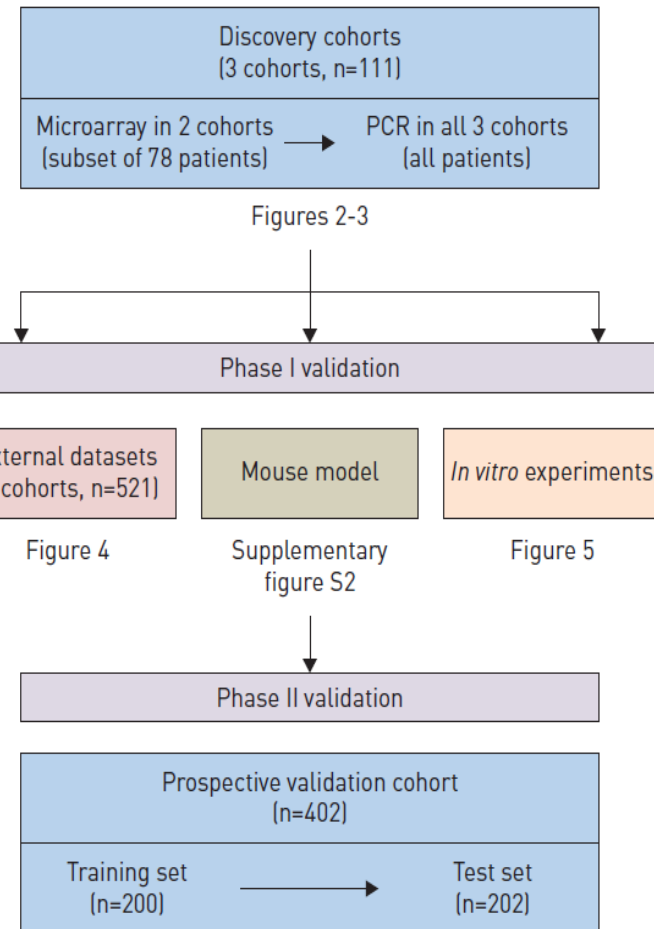 Discovery cohorts
(3 cohorts, n=111)
Microarray in 2 cohorts
(subset of 78 patients)
PCR in all 3 cohorts
(all patients)
Figures 2-3
Phase I validation
datasets
cohorts, n=521)
Figure 4
Mouse model
Supplementary
figure S2
In vitro experiments
Figure 5
Phase II validation
Prospective validation cohort
(n=402)
Training set
(n=200)
Test set
(n=202)